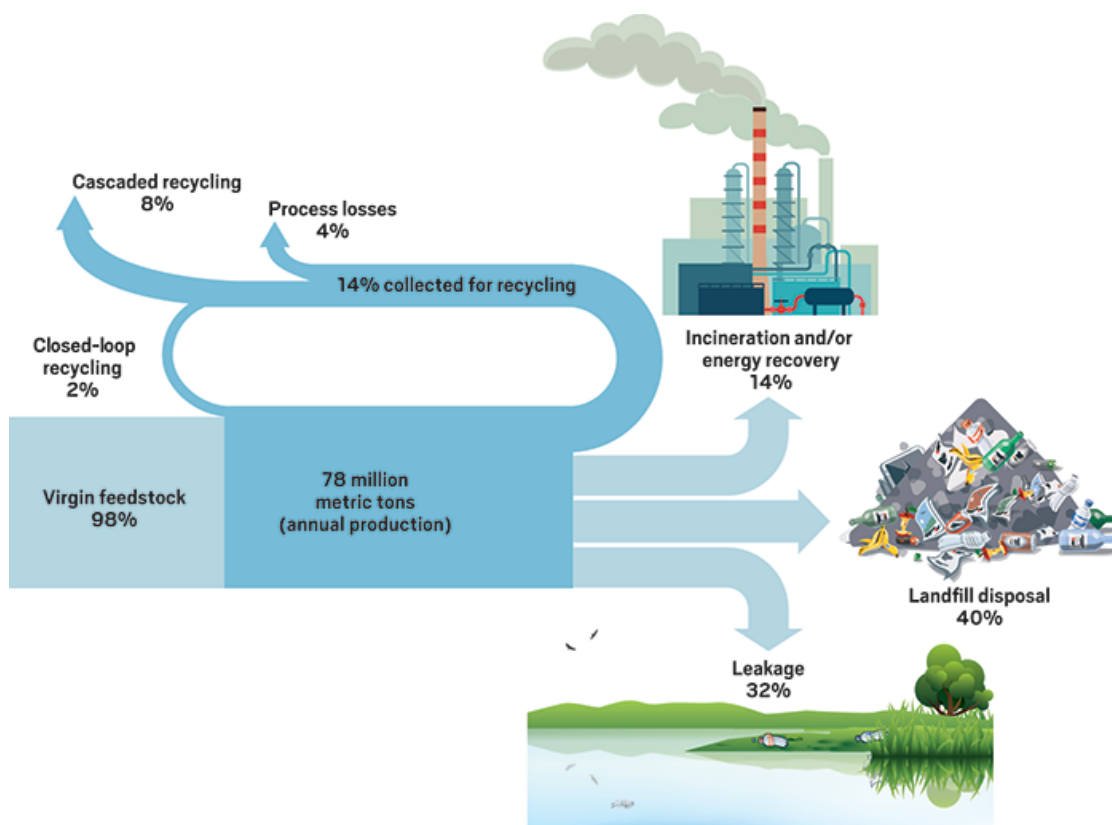 Cascaded recycling
8%
Process losses
4%
14% collected for recycling
Closed-loop
recycling
2%
Incineration and/or
energy recovery
14%
Virgin feedstock
98%
78 million
metric tons
(annual production)
Landfill disposal
40%
Leakage
32%